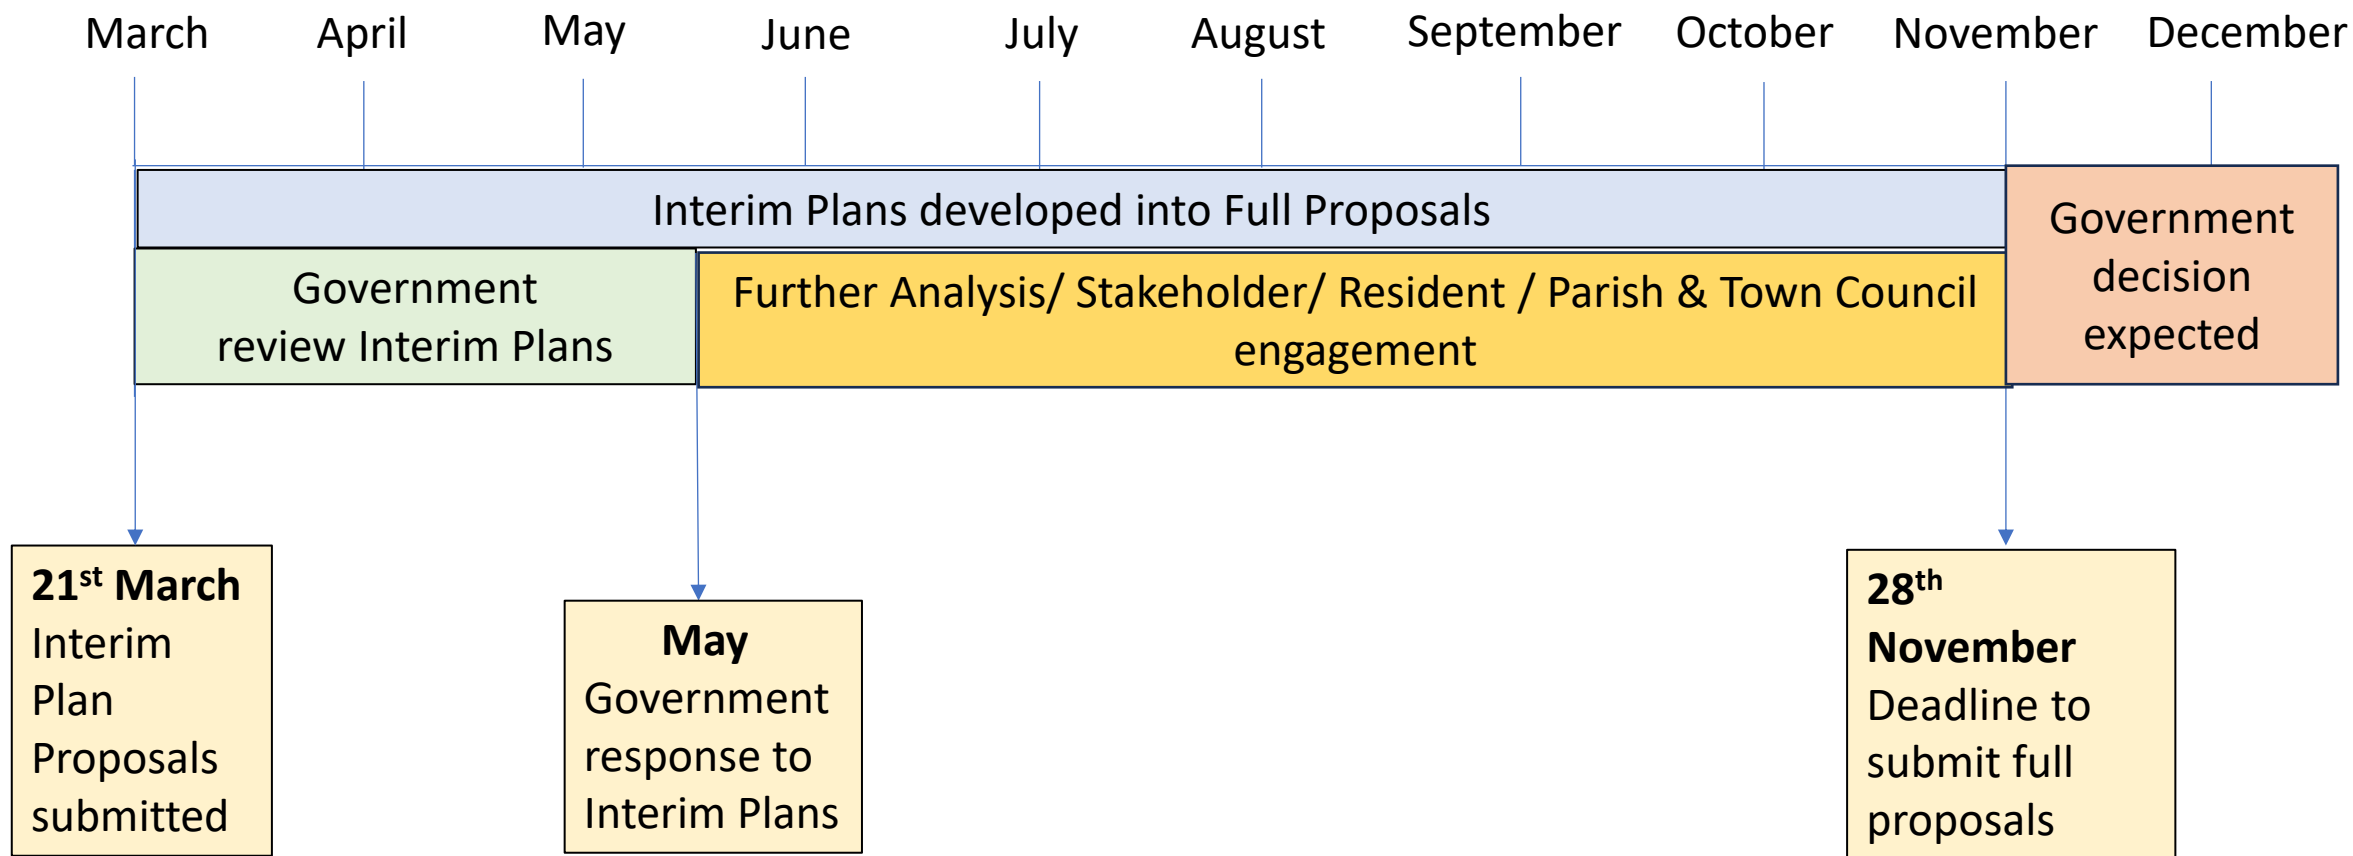 March April May June July August September October November December
Interim Plans developed into Full Proposals
Government
review Interim Plans
Further Analysis/ Stakeholder/ Resident / Parish & Town Council
engagement
Government
decision
expected
21st March
Interim
Plan
Proposals
submitted
May
Government
response to
Interim Plans
28th
November
Deadline to
submit full
proposals